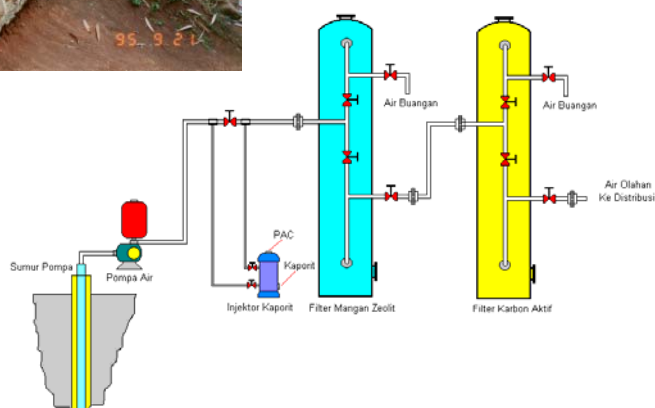 95 9 21
Air Buangan
Air Buangan
Air Olahan
Ke Distribusi
PAC
Kaporit
Sumur Pompa
Pompa Air
Injektor Kaporit
Filter Mangan Zeolit
Filter Karbon Aktif